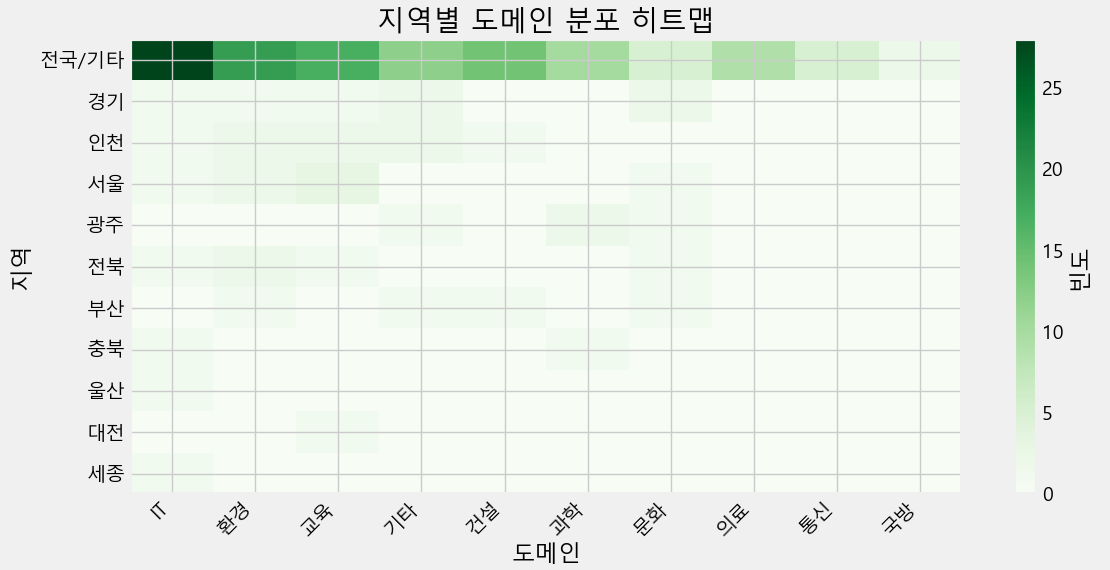 지역별 도메인 분포 히트맵
전국/기타
경기
인천
서울
광주
전북
부산
충북
울산
대전
세종
지역
IT
환경
교육
기타
건설
과학
문화
의료
통신
국방
도메인
25
20
15
10
5
0
빈도